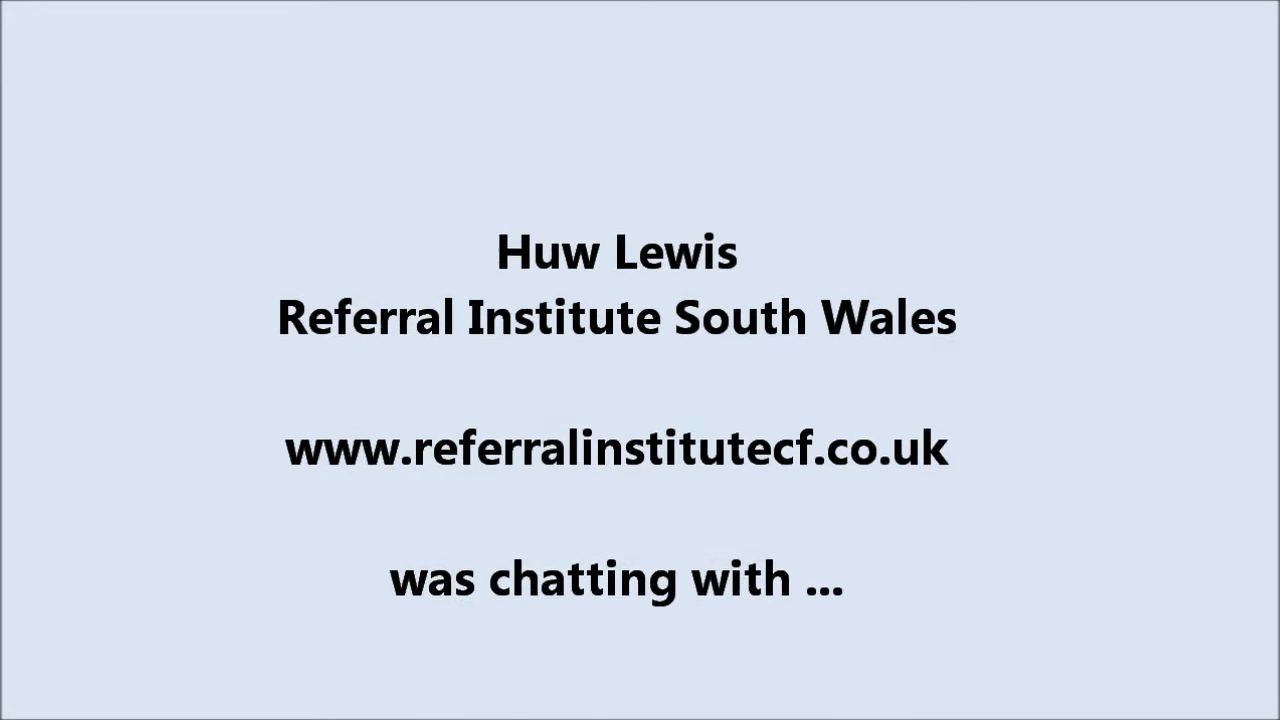 Huw Lewis
Referral Institute South Wales
www.referralinstitutecf.co.uk
was chatting with ...